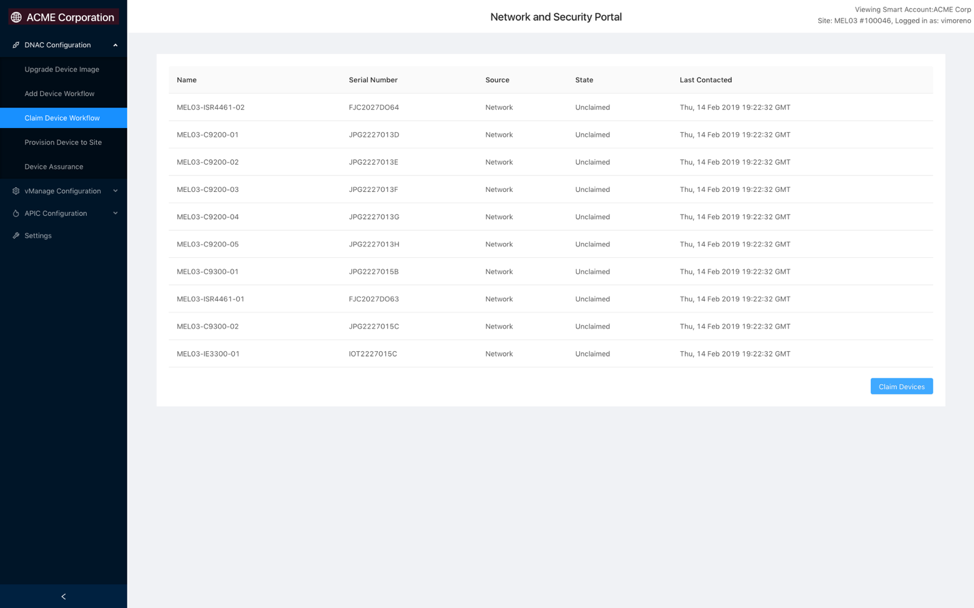 ACME Corporation
DNAC Configuration
Upgrade Device Image
Add Device Workflow
Claim Device Workflow
Provision Device to Site
Device Assurance
vManage Configuration
APIC Configuration
Settings
Network and Security Portal
Viewing Smart Account:ACME Corp
Site: MEL03 #100046, Logged in as: vimoreno
Name Serial Number Source State Last Contacted
MEL03-ISR4461-02 FJC2027DO64 Network Unclaimed Thu, 14 Feb 2019 19:22:32 GMT
MEL03-C9200-01 JPG2227013D Network Unclaimed Thu, 14 Feb 2019 19:22:32 GMT
MEL03-C9200-02 JPG2227013E Network Unclaimed Thu, 14 Feb 2019 19:22:32 GMT
MEL03-C9200-03 JPG2227013F Network Unclaimed Thu, 14 Feb 2019 19:22:32 GMT
MEL03-C9200-04 JPG2227013G Network Unclaimed Thu, 14 Feb 2019 19:22:32 GMT
MEL03-C9200-05 JPG2227013H Network Unclaimed Thu, 14 Feb 2019 19:22:32 GMT
MEL03-C9300-01 JPG2227015B Network Unclaimed Thu, 14 Feb 2019 19:22:32 GMT
MEL03-ISR4461-01 FJC2027DO63 Network Unclaimed Thu, 14 Feb 2019 19:22:32 GMT
MEL03-C9300-02 JPG2227015C Network Unclaimed Thu, 14 Feb 2019 19:22:32 GMT
MEL03-IE3300-01 IOT2227015C Network Unclaimed Thu, 14 Feb 2019 19:22:32 GMT
Claim Devices